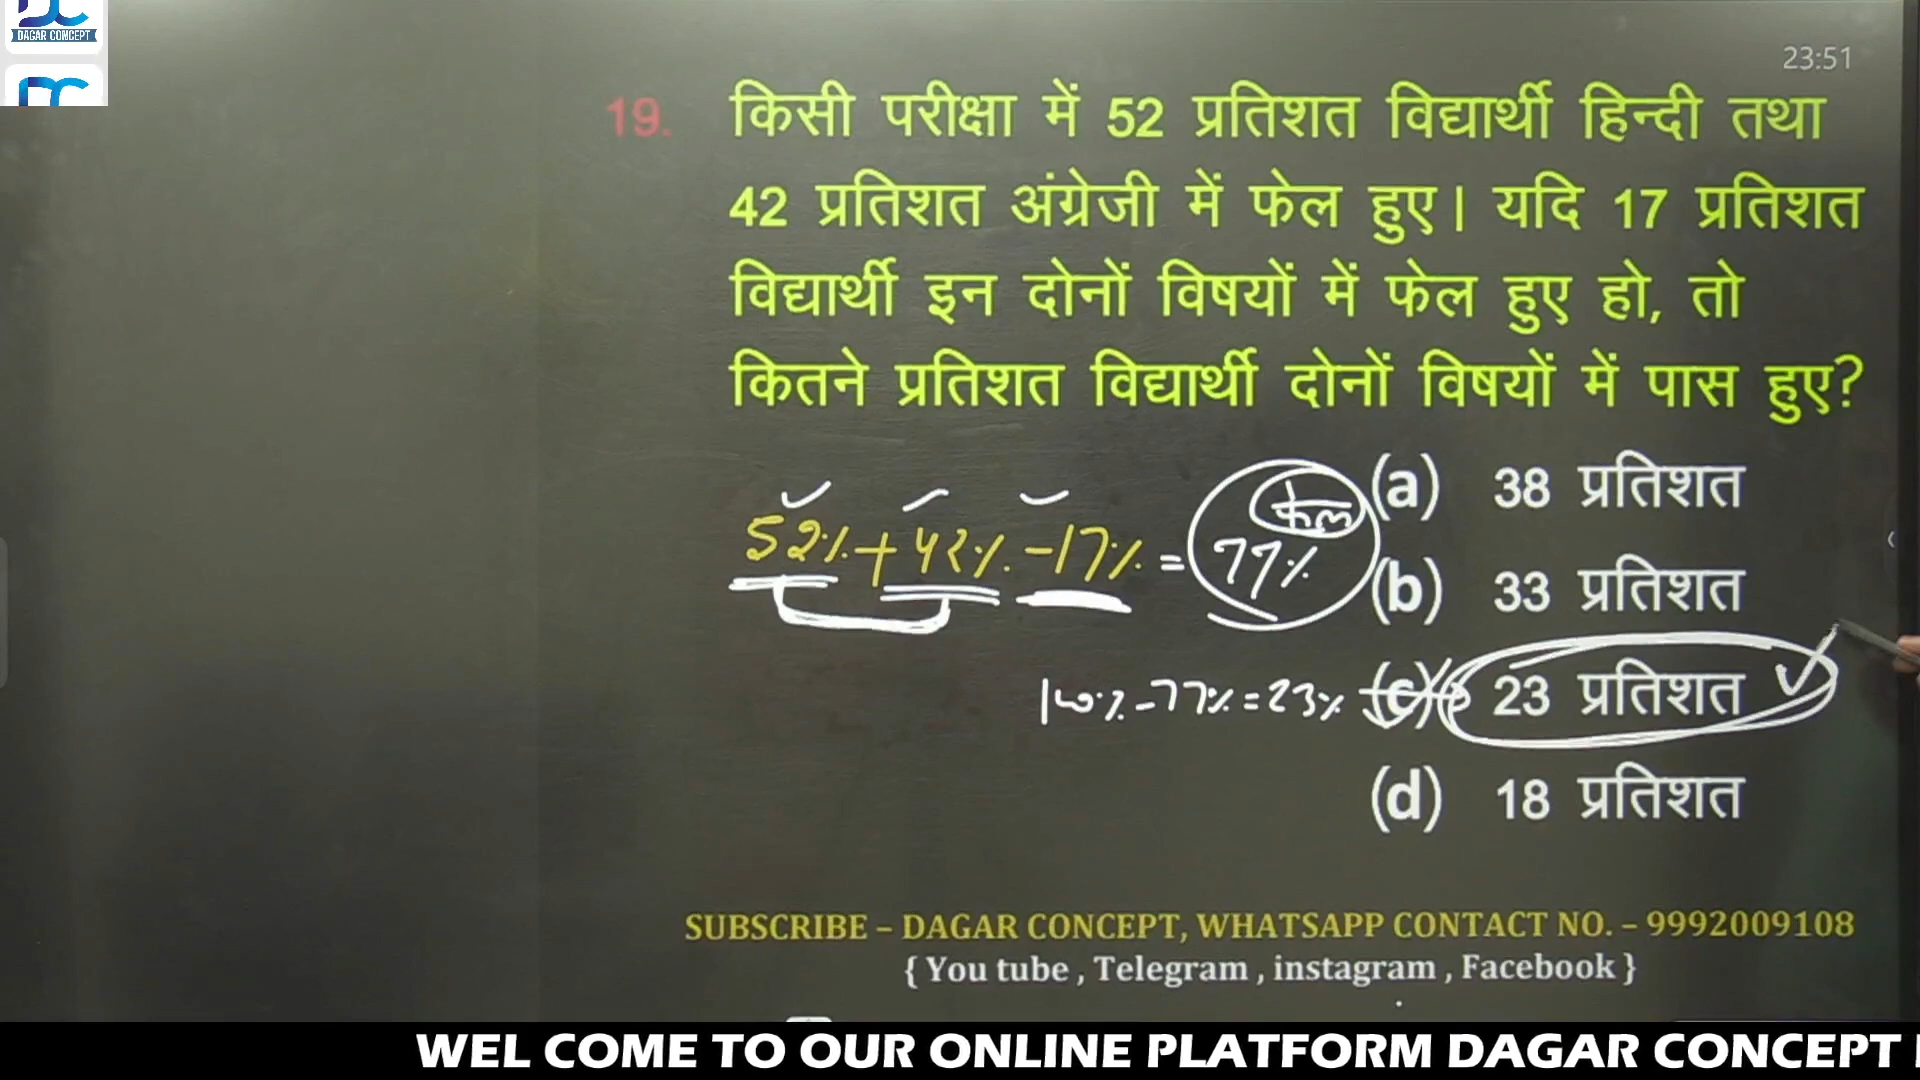 DAGAR CONCEPT
23:51
19. किसी परीक्षा में 52 प्रतिशत विद्यार्थी हिन्दी तथा
42 प्रतिशत अंग्रेजी में फेल हुए। यदि 17 प्रतिशत
विद्यार्थी इन दोनों विषयों में फेल हुए हो, तो
कितने प्रतिशत विद्यार्थी दोनों विषयों में पास हुए?
(a) 38 प्रतिशत
फेल
52% + 42% - 17% = 77%
(b) 33 प्रतिशत
100% - 77% = 23% (c) 23 प्रतिशत
(d) 18 प्रतिशत
SUBSCRIBE – DAGAR CONCEPT, WHATSAPP CONTACT NO. – 9992009108
{ You tube , Telegram , instagram , Facebook }
WEL COME TO OUR ONLINE PLATFORM DAGAR CONCEPT